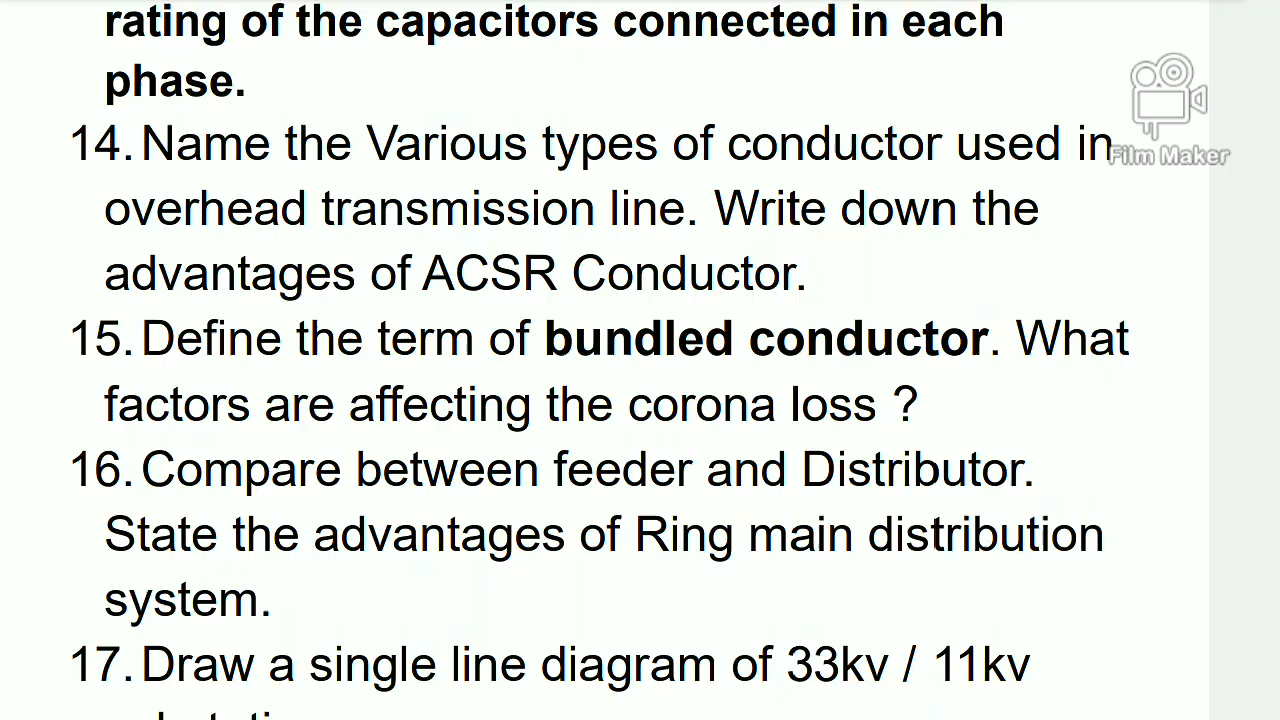 rating of the capacitors connected in each
phase.
14. Name the Various types of conductor used in
overhead transmission line. Write down the
advantages of ACSR Conductor.
15. Define the term of bundled conductor. What
factors are affecting the corona loss ?
16. Compare between feeder and Distributor.
State the advantages of Ring main distribution
system.
17. Draw a single line diagram of 33kv / 11kv
Film Maker